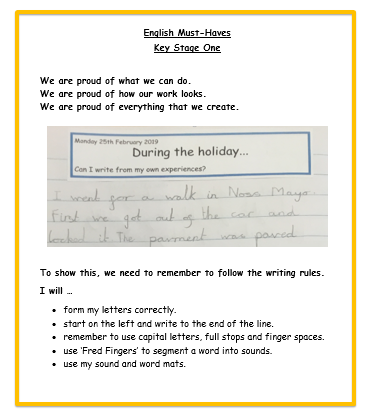 English Must-Haves
Key Stage One
We are proud of what we can do.
We are proud of how our work looks.
We are proud of everything that we create.
Monday 25th February 2019
During the holiday...
Can I write from my own experiences?
I went for a walk in Noss Mayo.
First we got out of the car and
locked it. The parment was paved
To show this, we need to remember to follow the writing rules.
I will …
• form my letters correctly.
• start on the left and write to the end of the line.
• remember to use capital letters, full stops and finger spaces.
• use ‘Fred Fingers’ to segment a word into sounds.
• use my sound and word mats.